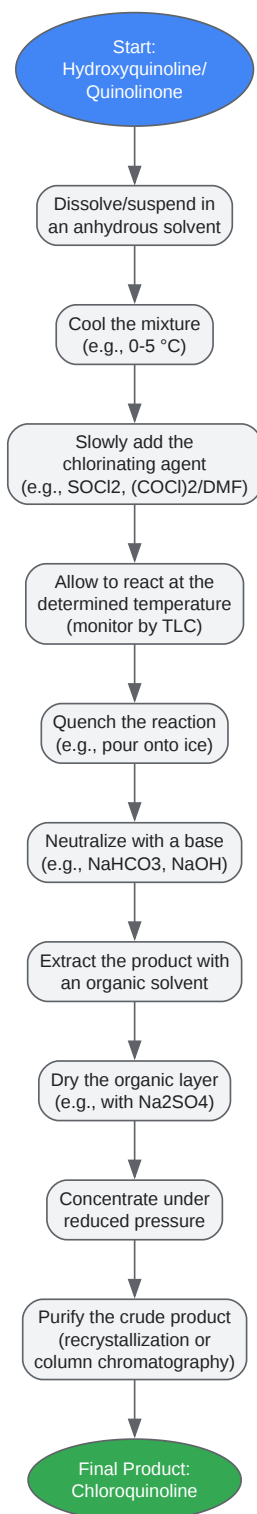 Start:
Hydroxyquinoline/
Quinolinone
Dissolve/suspend in
an anhydrous solvent
Cool the mixture
(e.g., 0-5 °C)
Slowly add the
chlorinating agent
(e.g., SOCl2, (COCl)2/DMF)
Allow to react at the
determined temperature
(monitor by TLC)
Quench the reaction
(e.g., pour onto ice)
Neutralize with a base
(e.g., NaHCO3, NaOH)
Extract the product with
an organic solvent
Dry the organic layer
(e.g., with Na2SO4)
Concentrate under
reduced pressure
Purify the crude product
(recrystallization or
column chromatography)
Final Product:
Chloroquinoline